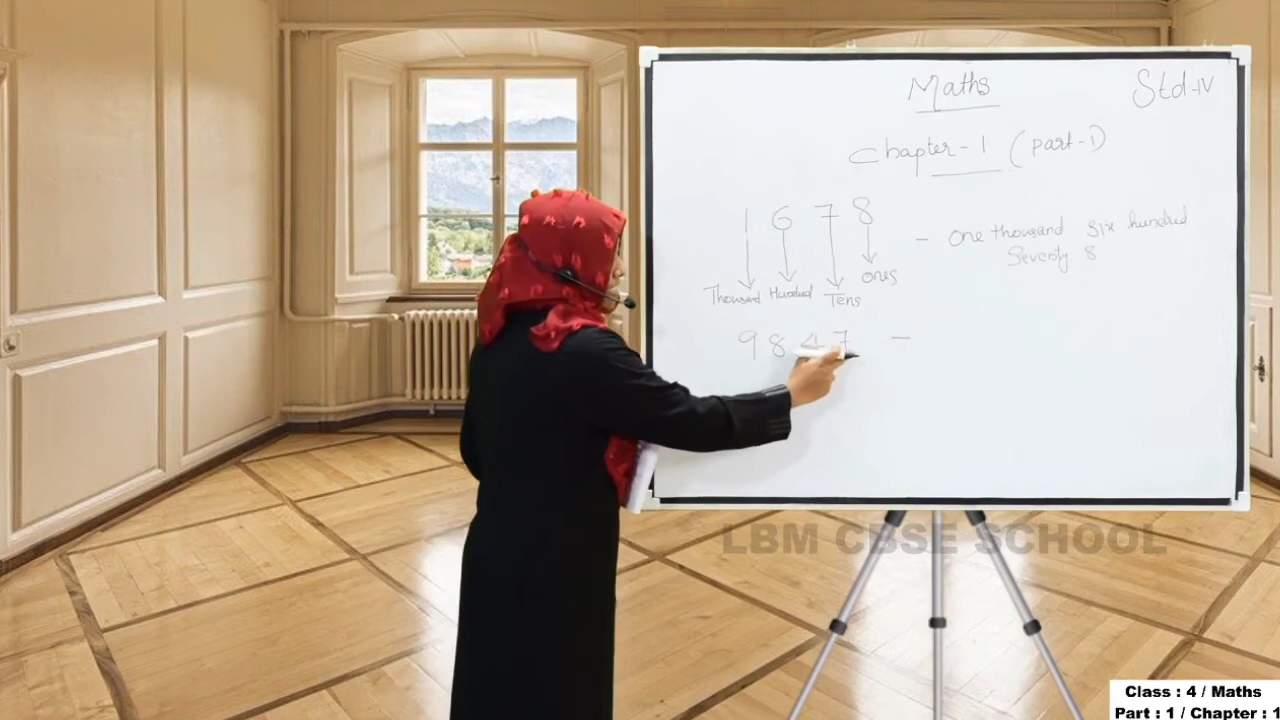 Maths
Std-IV
Chapter-1 (part-1)
1 6 7 8 - One thousand six hundred
Seventy 8
ones
Thousand Hundred Tens
9 8 4 7 -
LBM CBSE SCHOOL
Class : 4 / Maths
Part : 1 / Chapter : 1